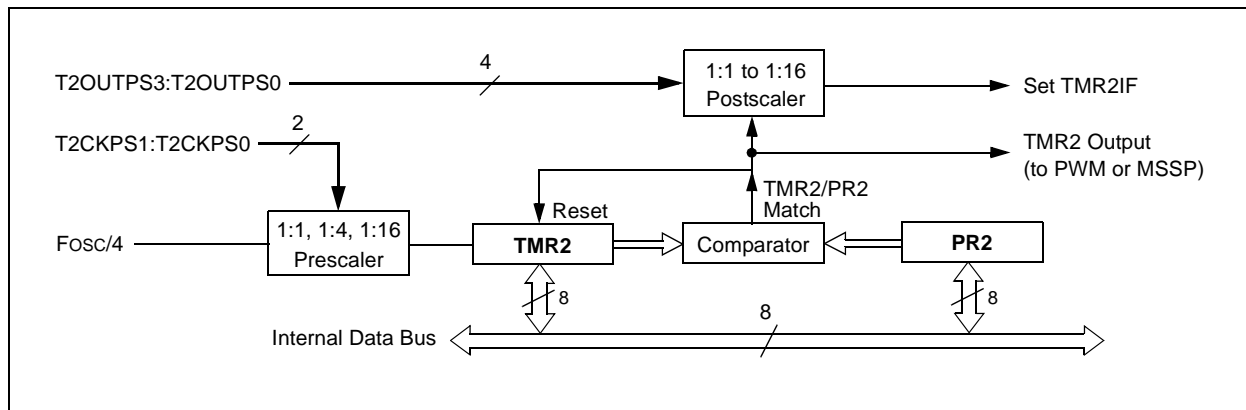 T2OUTPS3:T2OUTPS0
4
1:1 to 1:16
Postscaler
Set TMR2IF
T2CKPS1:T2CKPS0
2
TMR2 Output
(to PWM or MSSP)
TMR2/PR2
Match
Reset
FOSC/4
1:1, 1:4, 1:16
Prescaler
TMR2
Comparator
PR2
8
8
8
Internal Data Bus